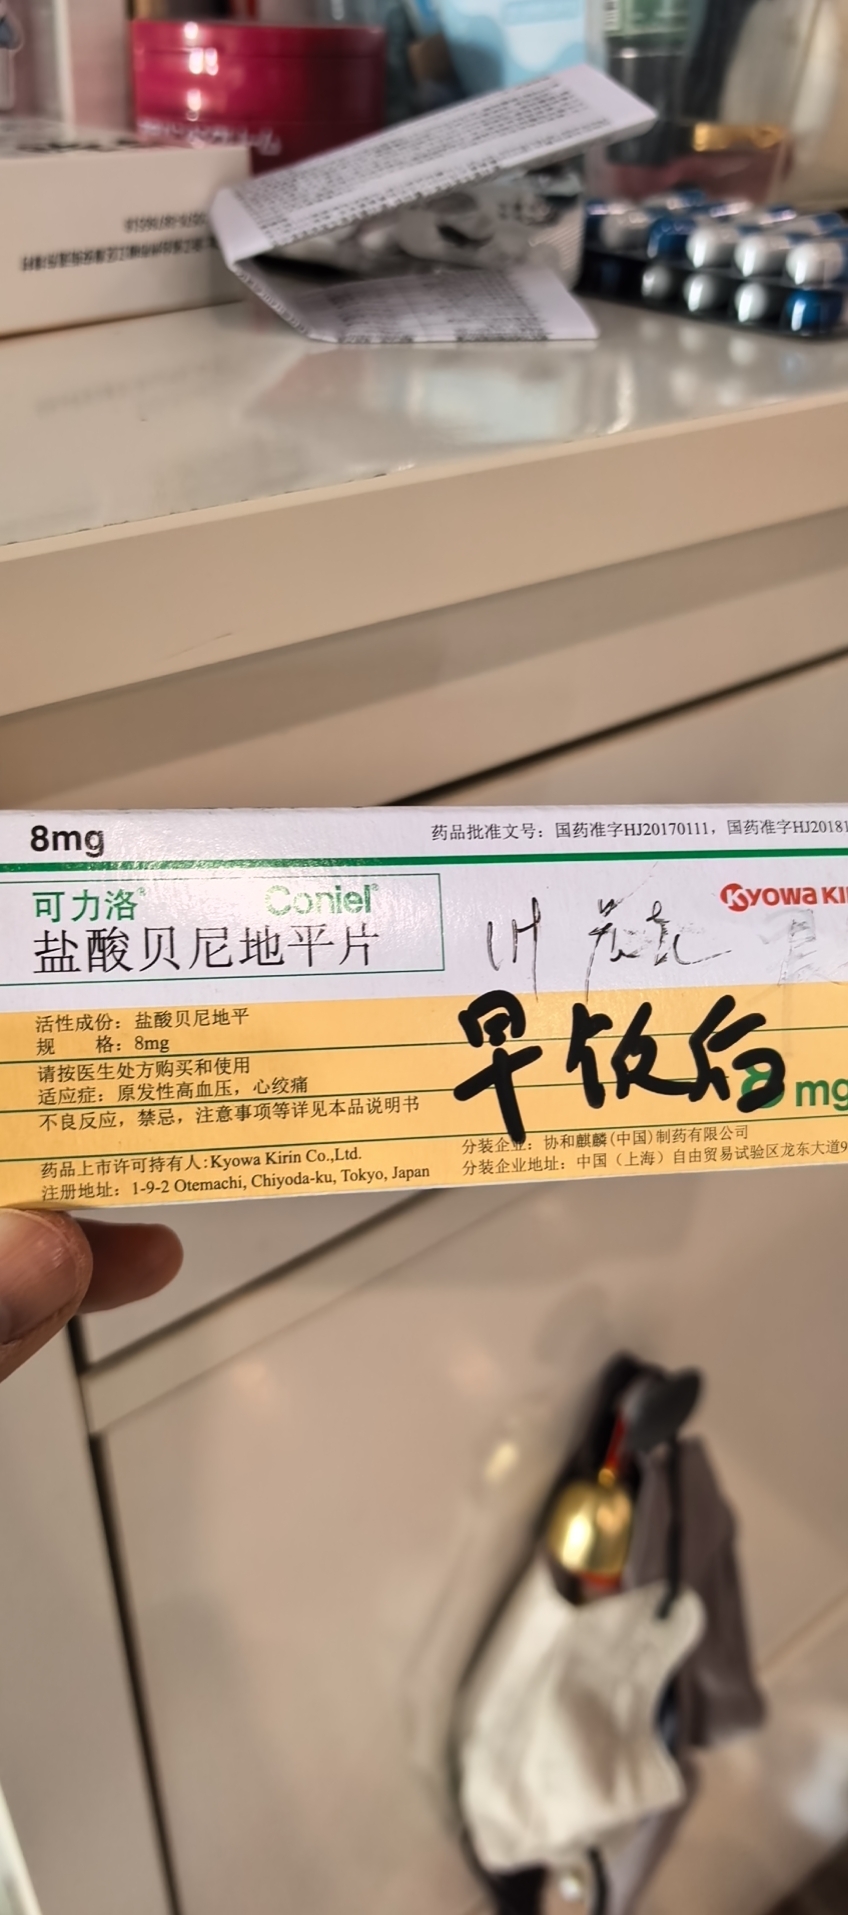 8mg
药品批准文号：国药准字HJ20170111，国药准字HJ20181
可力洛® Coniel®
盐酸贝尼地平片
KYOWA KI
早饭后
活性成份：盐酸贝尼地平
规 格：8mg
请按医生处方购买和使用
适应症：原发性高血压，心绞痛
不良反应，禁忌，注意事项等详见本品说明书
8 mg
药品上市许可持有人：Kyowa Kirin Co.,Ltd.
注册地址：1-9-2 Otemachi, Chiyoda-ku, Tokyo, Japan
分装企业：协和麒麟(中国)制药有限公司
分装企业地址：中国（上海）自由贸易试验区龙东大道9